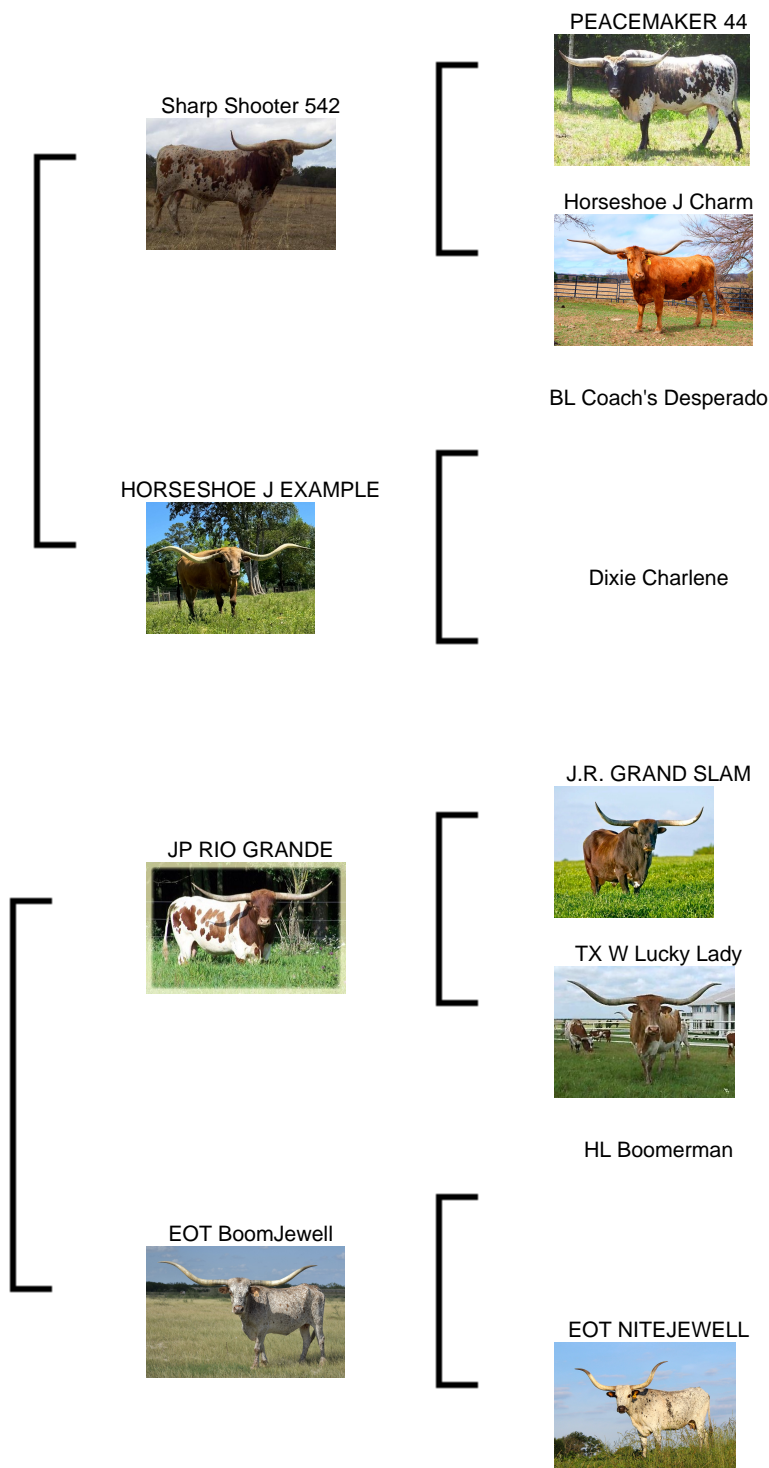 PEACEMAKER 44
Sharp Shooter 542
Horseshoe J Charm
BL Coach's Desperado
HORSESHOE J EXAMPLE
Dixie Charlene
J.R. GRAND SLAM
JP RIO GRANDE
TX W Lucky Lady
HL Boomerman
EOT BoomJewell
EOT NITEJEWELL